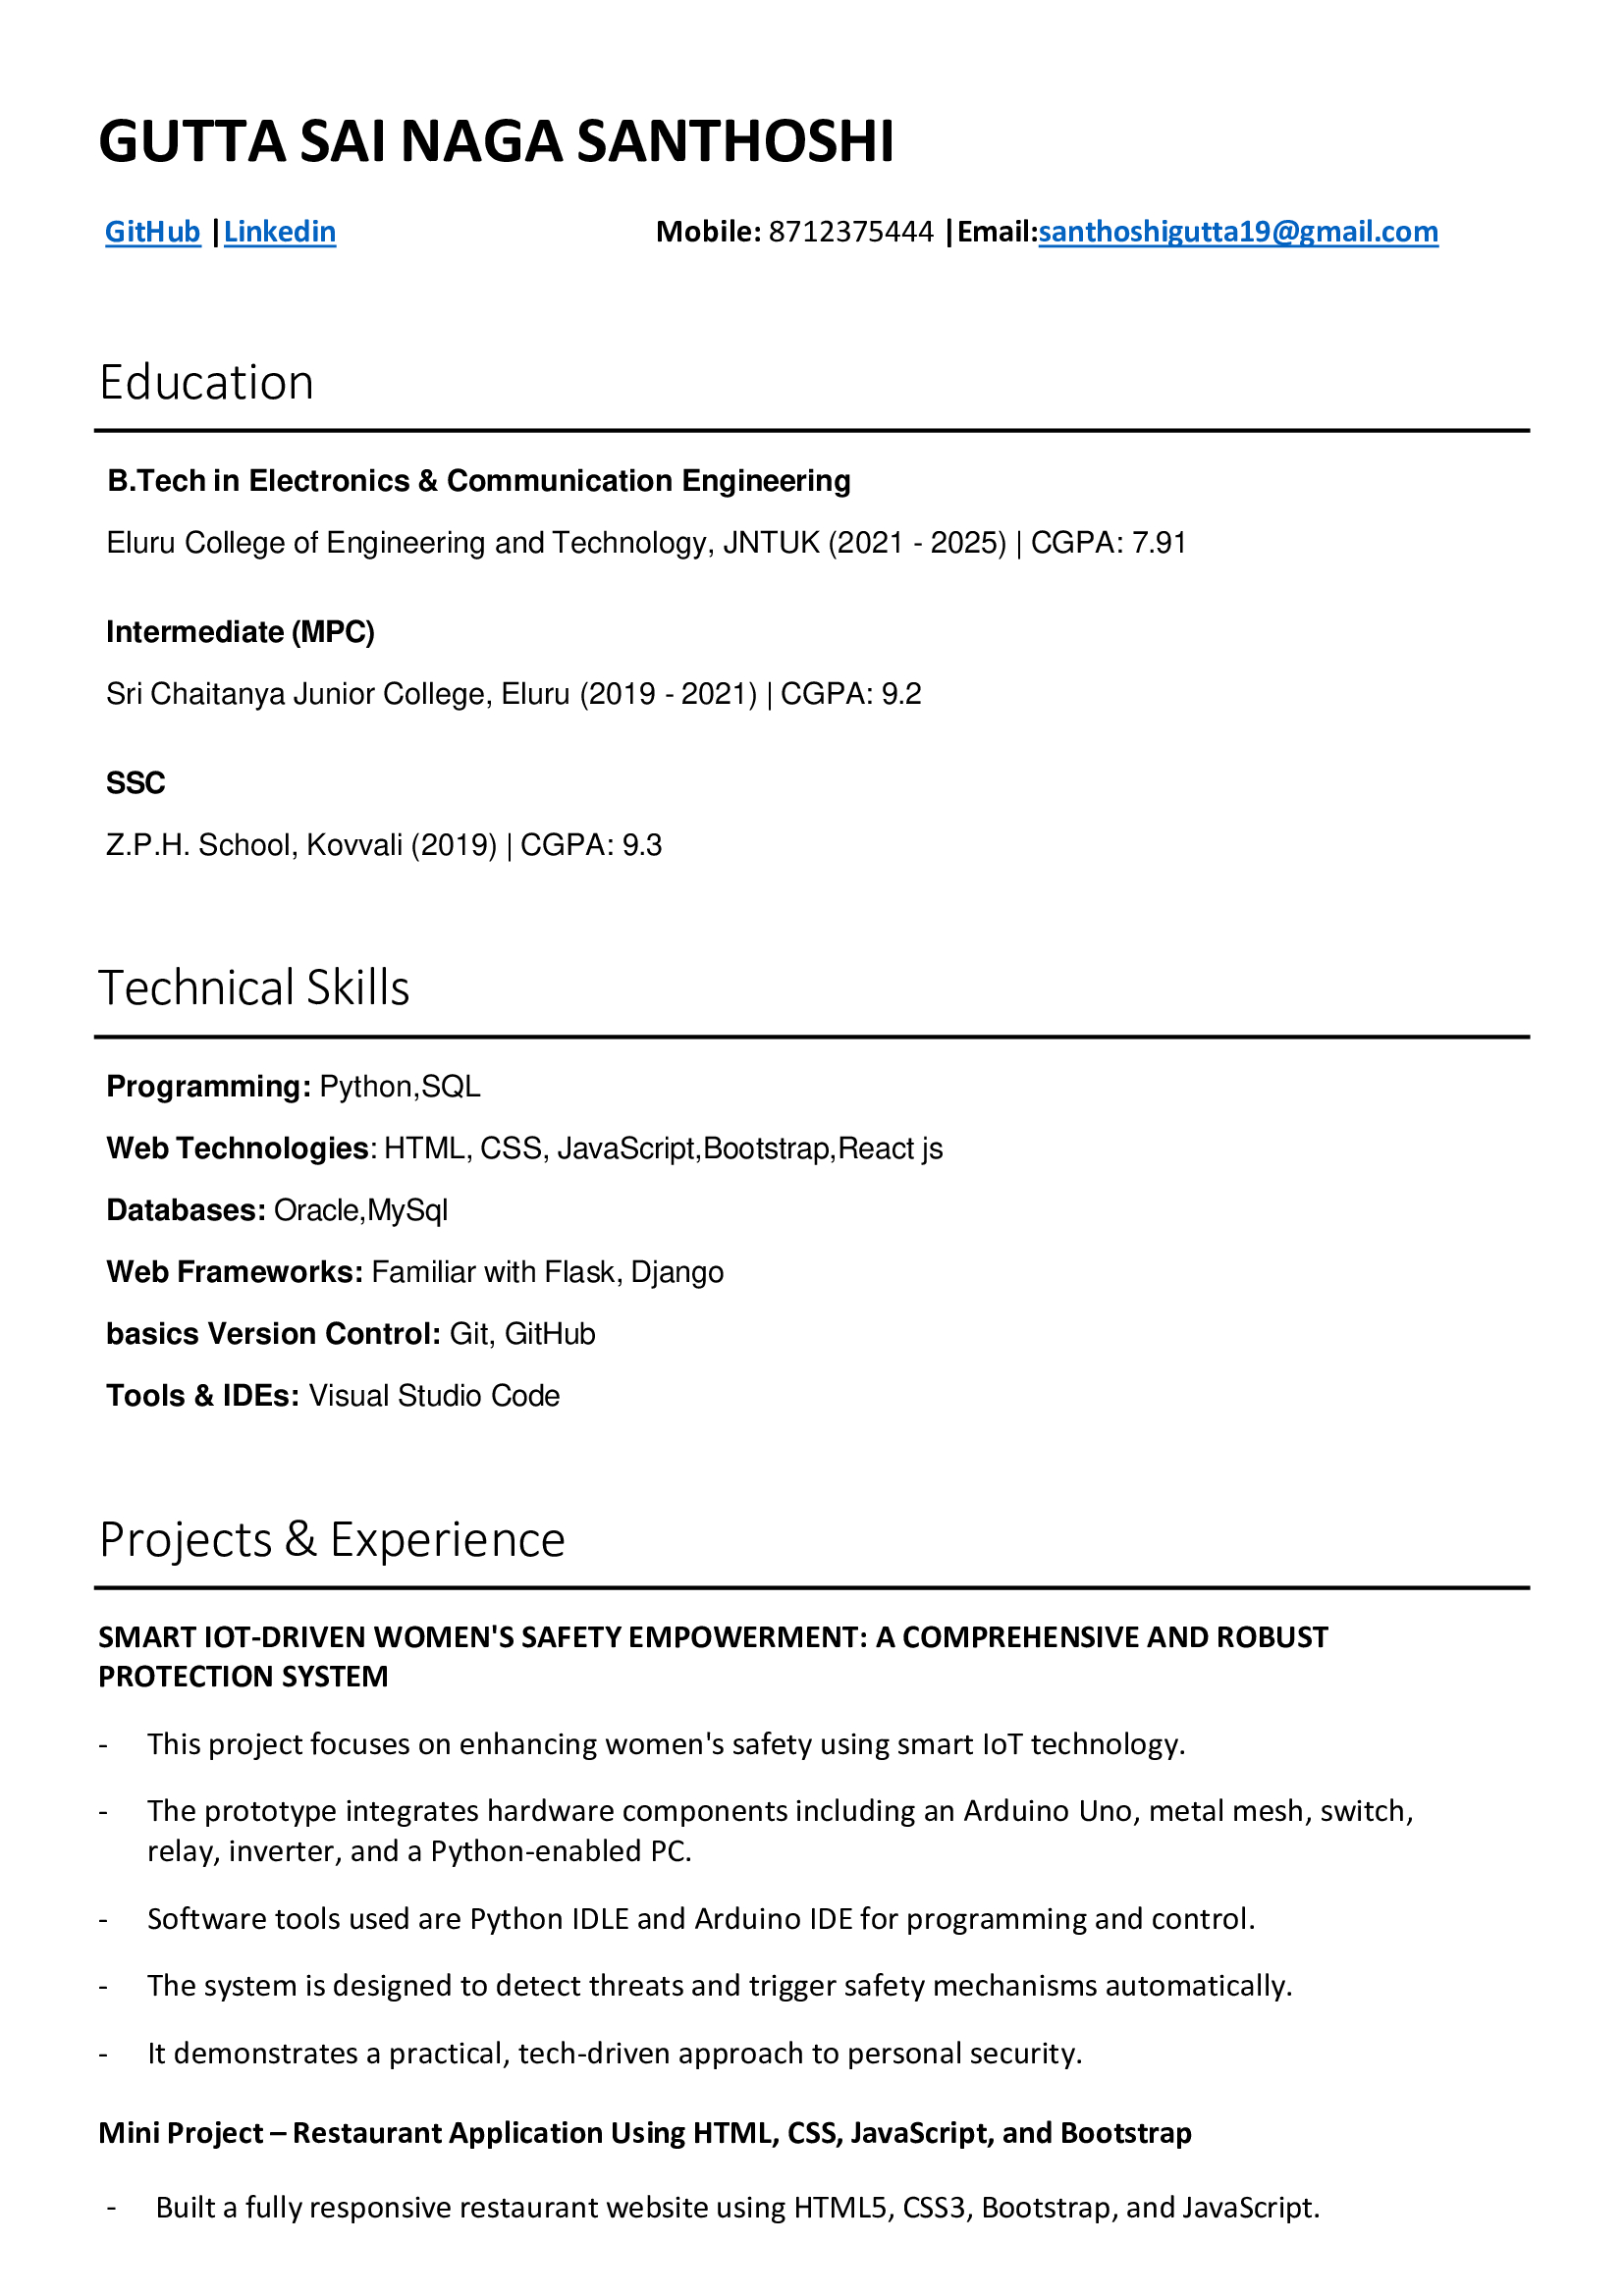 GUTTA SAI NAGA SANTHOSHI
GitHub |Linkedin Mobile: 8712375444 |Email:santhoshigutta19@gmail.com
Education
B.Tech in Electronics & Communication Engineering
Eluru College of Engineering and Technology, JNTUK (2021 - 2025) | CGPA: 7.91
Intermediate (MPC)
Sri Chaitanya Junior College, Eluru (2019 - 2021) | CGPA: 9.2
SSC
Z.P.H. School, Kovvali (2019) | CGPA: 9.3
Technical Skills
Programming: Python,SQL
Web Technologies: HTML, CSS, JavaScript,Bootstrap,React js
Databases: Oracle,MySql
Web Frameworks: Familiar with Flask, Django
basics Version Control: Git, GitHub
Tools & IDEs: Visual Studio Code
Projects & Experience
SMART IOT-DRIVEN WOMEN'S SAFETY EMPOWERMENT: A COMPREHENSIVE AND ROBUST
PROTECTION SYSTEM
- This project focuses on enhancing women's safety using smart IoT technology.
- The prototype integrates hardware components including an Arduino Uno, metal mesh, switch,
relay, inverter, and a Python-enabled PC.
- Software tools used are Python IDLE and Arduino IDE for programming and control.
- The system is designed to detect threats and trigger safety mechanisms automatically.
- It demonstrates a practical, tech-driven approach to personal security.
Mini Project – Restaurant Application Using HTML, CSS, JavaScript, and Bootstrap
- Built a fully responsive restaurant website using HTML5, CSS3, Bootstrap, and JavaScript.